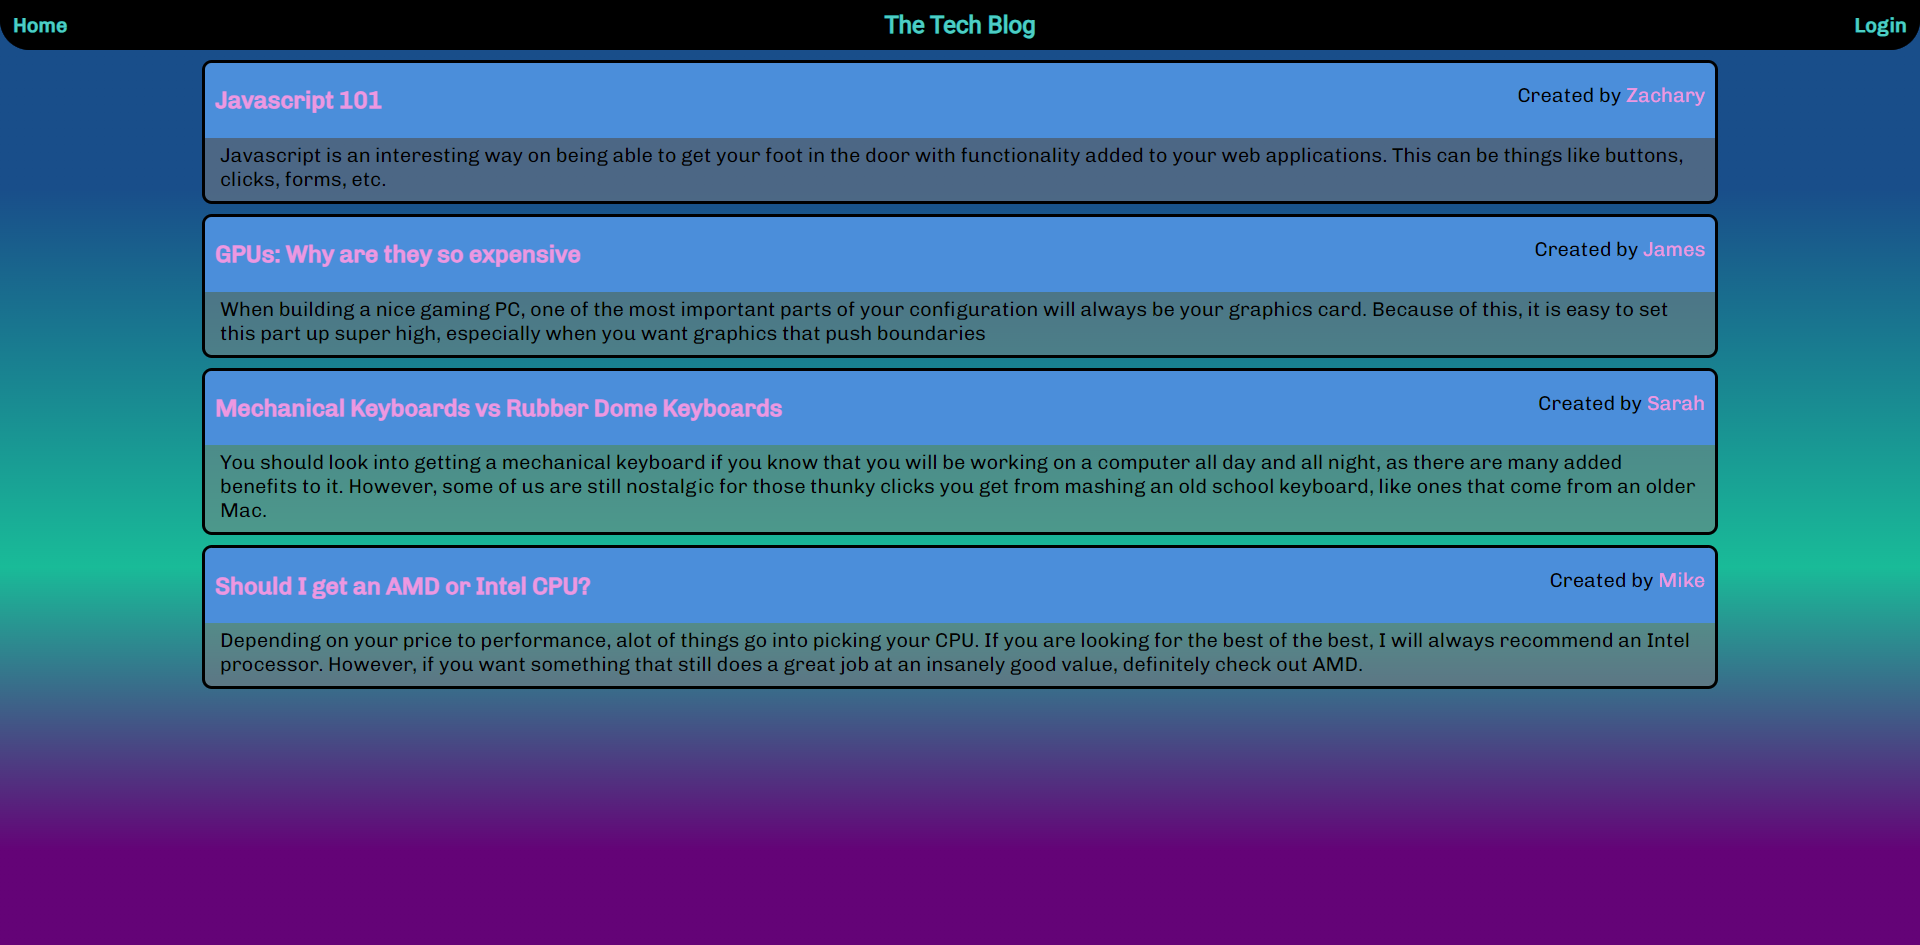 Home The Tech Blog Login
Javascript 101 Created by Zachary
Javascript is an interesting way on being able to get your foot in the door with functionality added to your web applications. This can be things like buttons,
clicks, forms, etc.
GPUs: Why are they so expensive Created by James
When building a nice gaming PC, one of the most important parts of your configuration will always be your graphics card. Because of this, it is easy to set
this part up super high, especially when you want graphics that push boundaries
Mechanical Keyboards vs Rubber Dome Keyboards Created by Sarah
You should look into getting a mechanical keyboard if you know that you will be working on a computer all day and all night, as there are many added
benefits to it. However, some of us are still nostalgic for those thunky clicks you get from mashing an old school keyboard, like ones that come from an older
Mac.
Should I get an AMD or Intel CPU? Created by Mike
Depending on your price to performance, alot of things go into picking your CPU. If you are looking for the best of the best, I will always recommend an Intel
processor. However, if you want something that still does a great job at an insanely good value, definitely check out AMD.